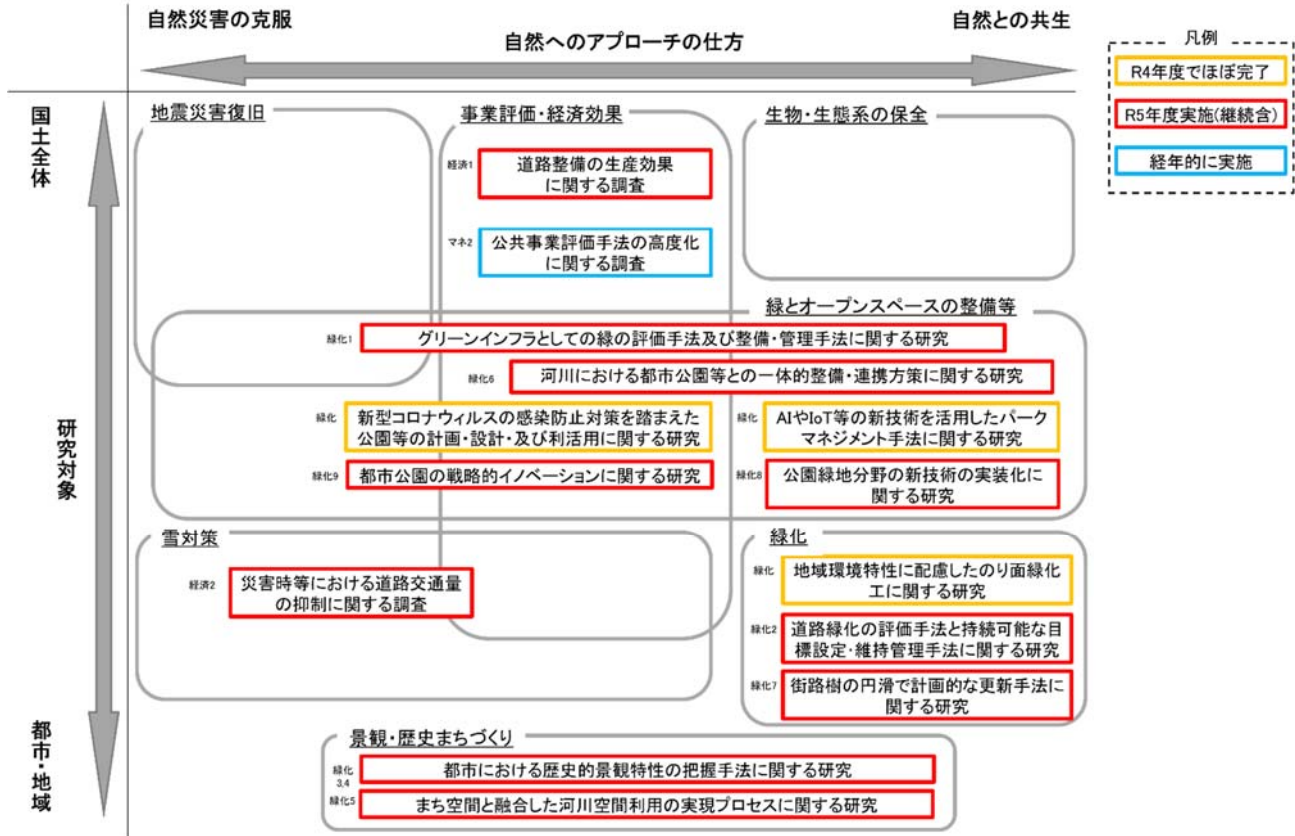 自然災害の克服
自然との共生
自然へのアプローチの仕方
凡例
R4年度でほぼ完了
R5年度実施(継続含)
経年的に実施
国土全体
研究対象
都市・地域
地震災害復旧
事業評価・経済効果
生物・生態系の保全
経済1
道路整備の生産効果
に関する調査
マネ2
公共事業評価手法の高度化
に関する調査
緑とオープンスペースの整備等
緑化1
グリーンインフラとしての緑の評価手法及び整備・管理手法に関する研究
緑化6
河川における都市公園等との一体的整備・連携方策に関する研究
緑化
新型コロナウィルスの感染防止対策を踏まえた
公園等の計画・設計・及び利活用に関する研究
緑化
AIやIoT等の新技術を活用したパーク
マネジメント手法に関する研究
緑化9
都市公園の戦略的イノベーションに関する研究
緑化8
公園緑地分野の新技術の実装化に
関する研究
雪対策
経済2
災害時等における道路交通量
の抑制に関する調査
緑化
緑化
地域環境特性に配慮したのり面緑化
工に関する研究
緑化2
道路緑化の評価手法と持続可能な目
標設定・維持管理手法に関する研究
緑化7
街路樹の円滑で計画的な更新手法に
関する研究
景観・歴史まちづくり
緑化
3,4
都市における歴史的景観特性の把握手法に関する研究
緑化5
まち空間と融合した河川空間利用の実現プロセスに関する研究